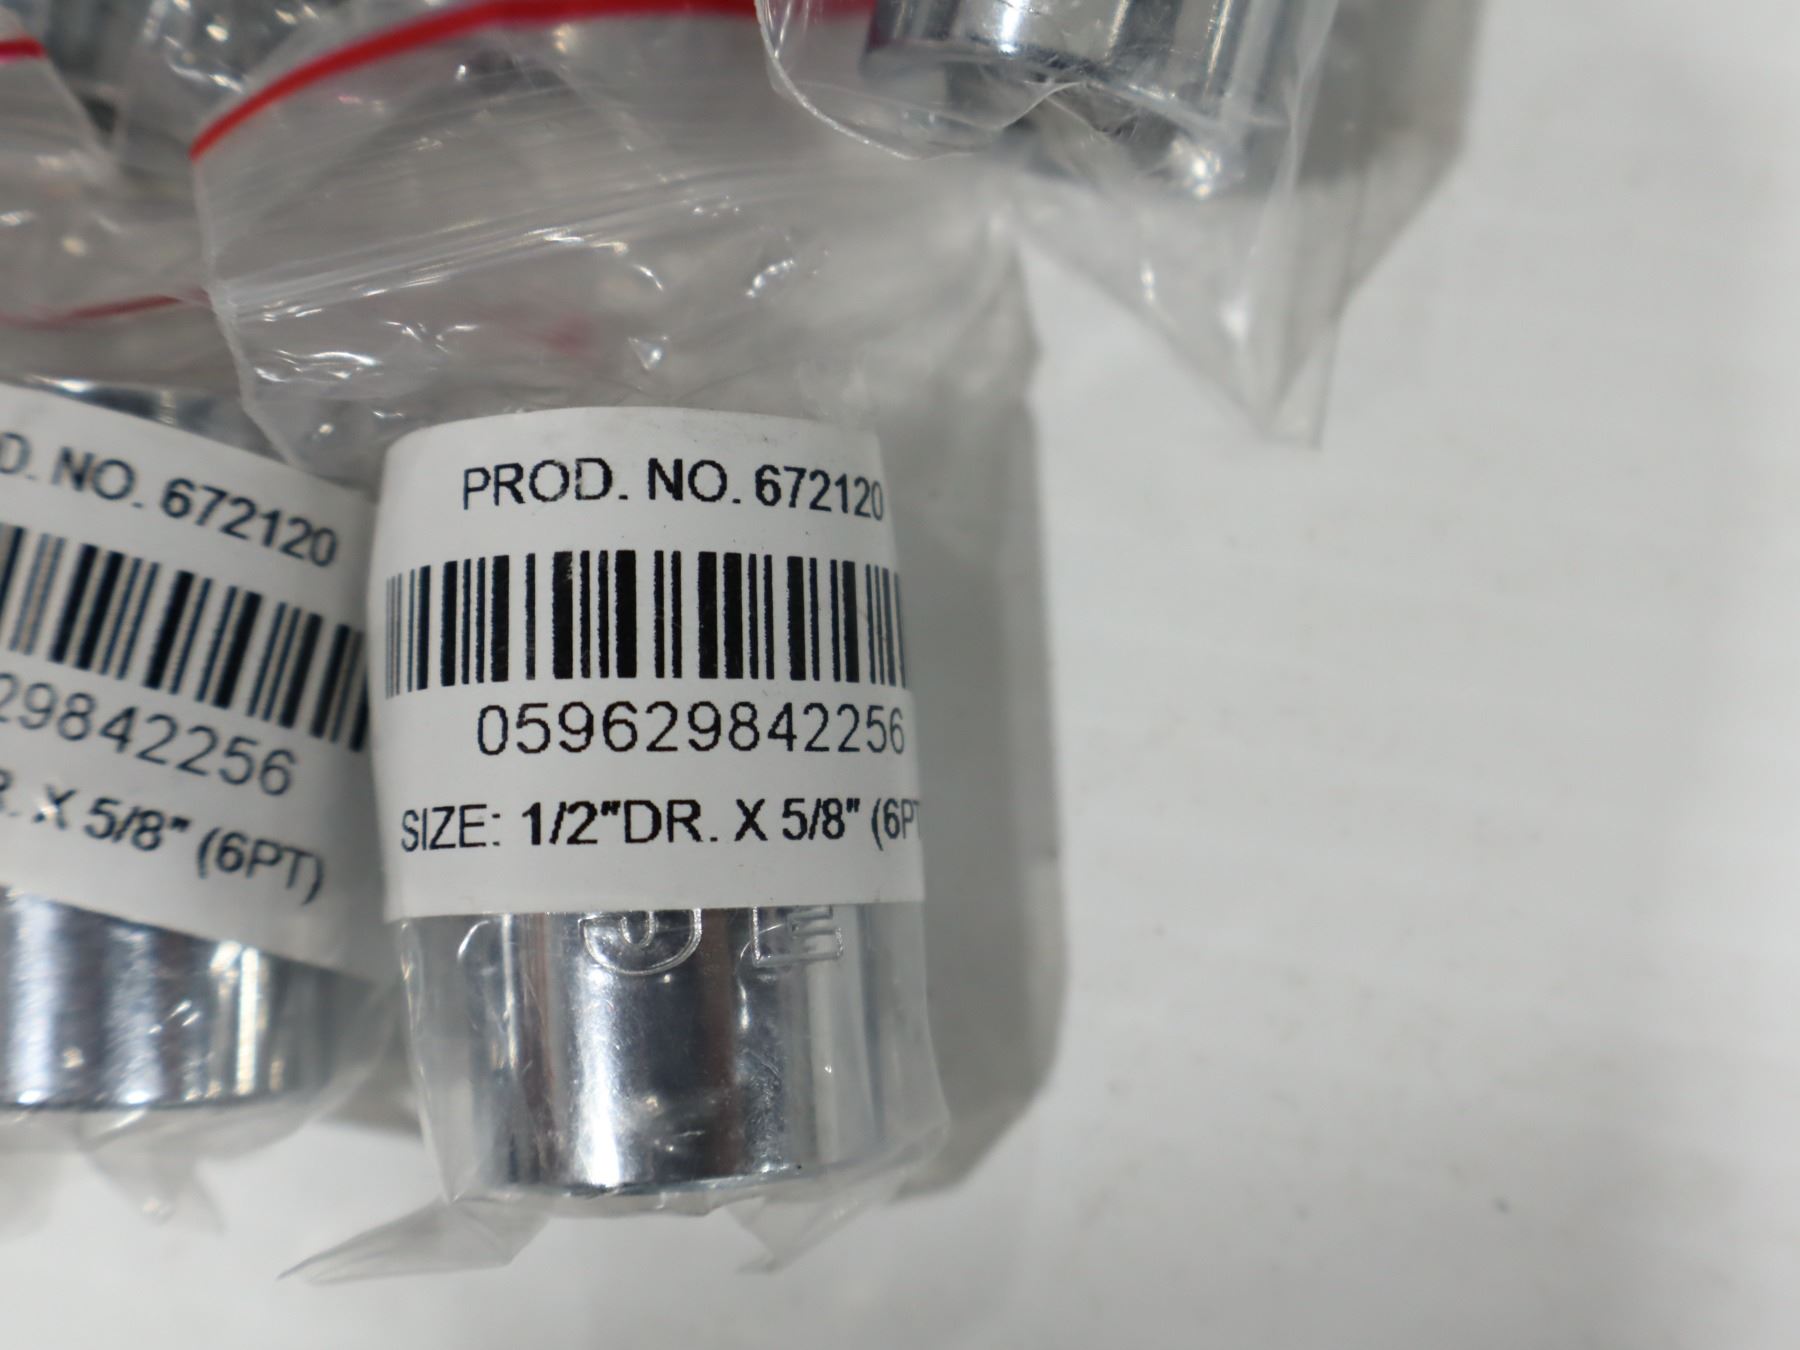 D. NO. 672120
29842256
R. X 5/8" (6PT)
PROD. NO. 672120
059629842256
SIZE: 1/2"DR. X 5/8" (6PT
J E